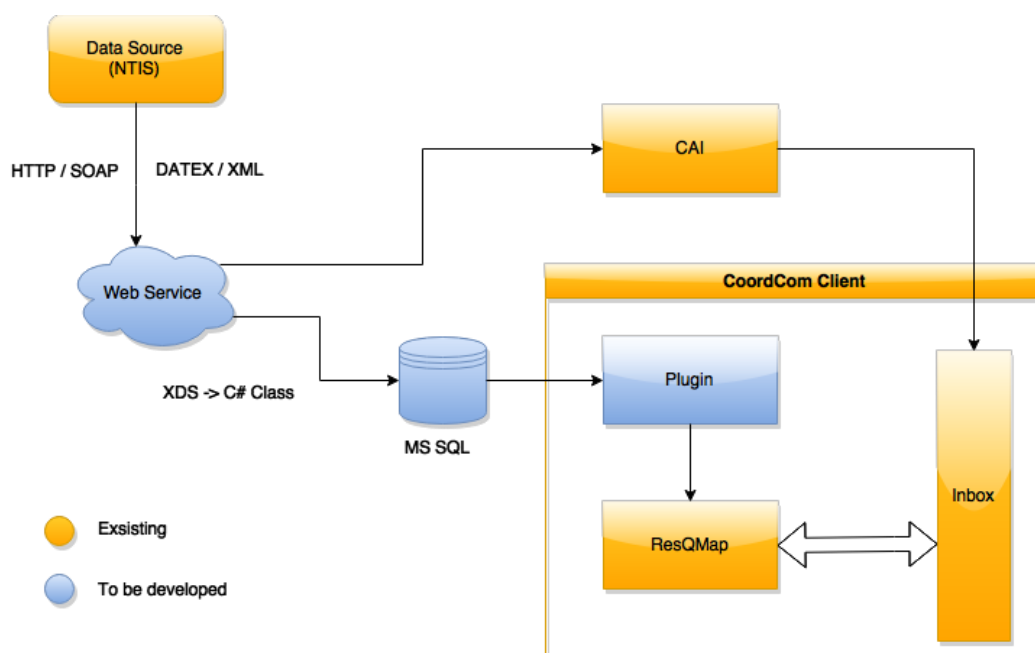 Data Source
(NTIS)
HTTP / SOAP
DATEX / XML
CAI
Web Service
CoordCom Client
XDS -> C# Class
MS SQL
Plugin
Inbox
ResQMap
Exsisting
To be developed